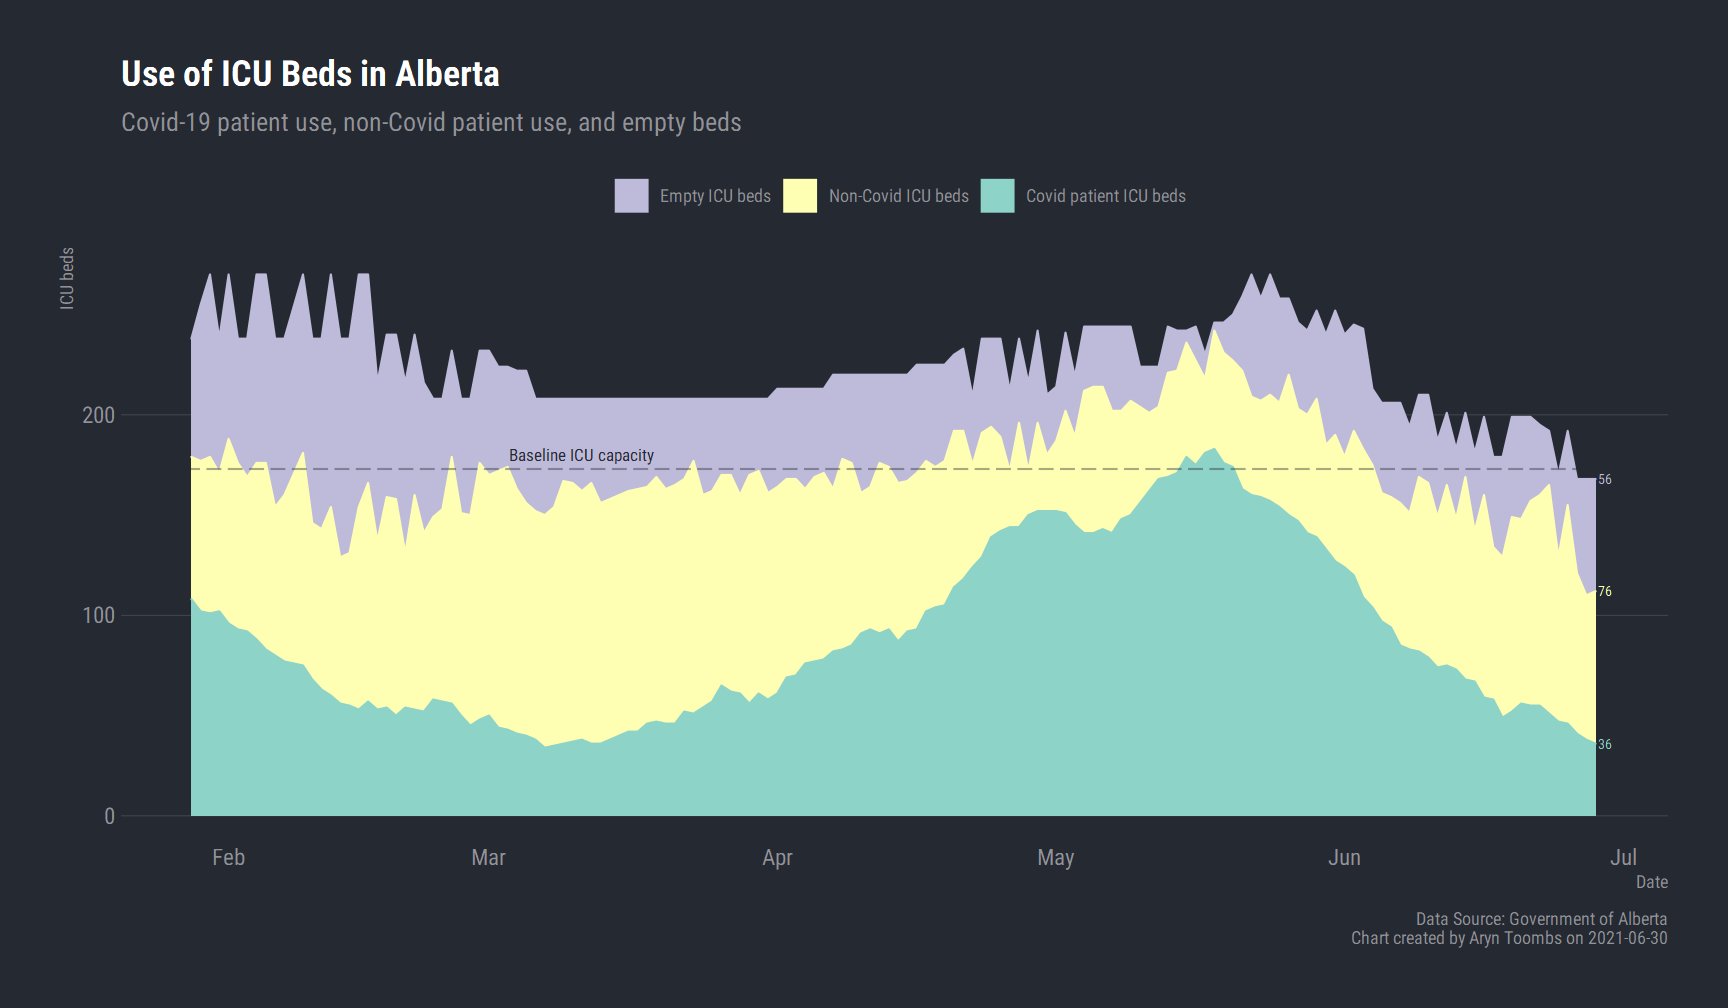 Use of ICU Beds in Alberta
Covid-19 patient use, non-Covid patient use, and empty beds
Empty ICU beds
Non-Covid ICU beds
Covid patient ICU beds
ICU beds
200
100
0
Baseline ICU capacity
56
76
36
Feb
Mar
Apr
May
Jun
Jul
Date
Data Source: Government of Alberta
Chart created by Aryn Toombs on 2021-06-30